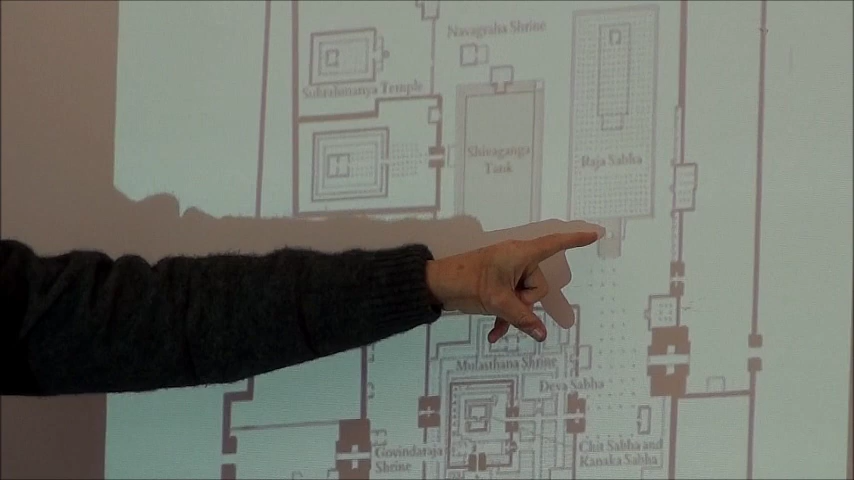 Navagraha Shrine
Subrahmanya Temple
Shivaganga
Tank
Raja Sabha
Mulasthana Shrine
Deva Sabha
Govindaraja
Shrine
Chit Sabha and
Kanaka Sabha